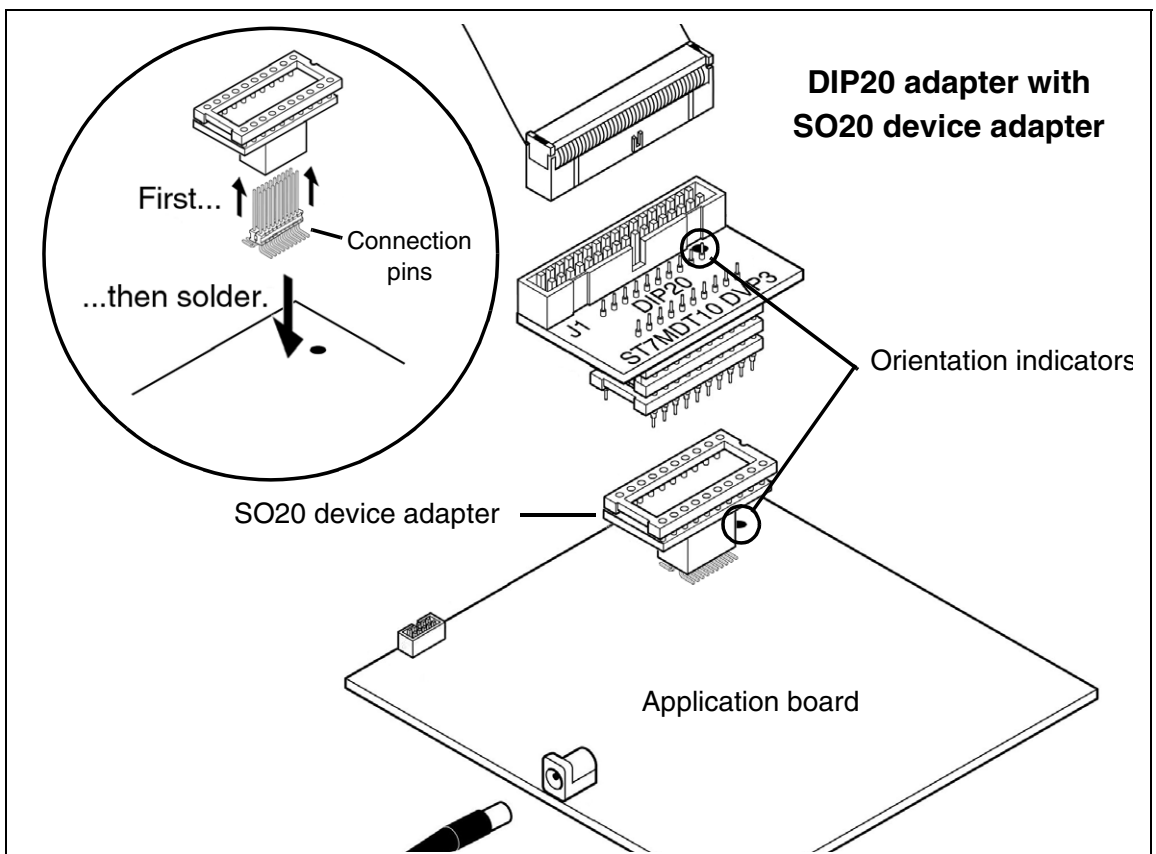 DIP20 adapter with
SO20 device adapter
First...
Connection
pins
...then solder.
J1
DIP20
ST7MDT10 DVP3
Orientation indicators
SO20 device adapter
Application board